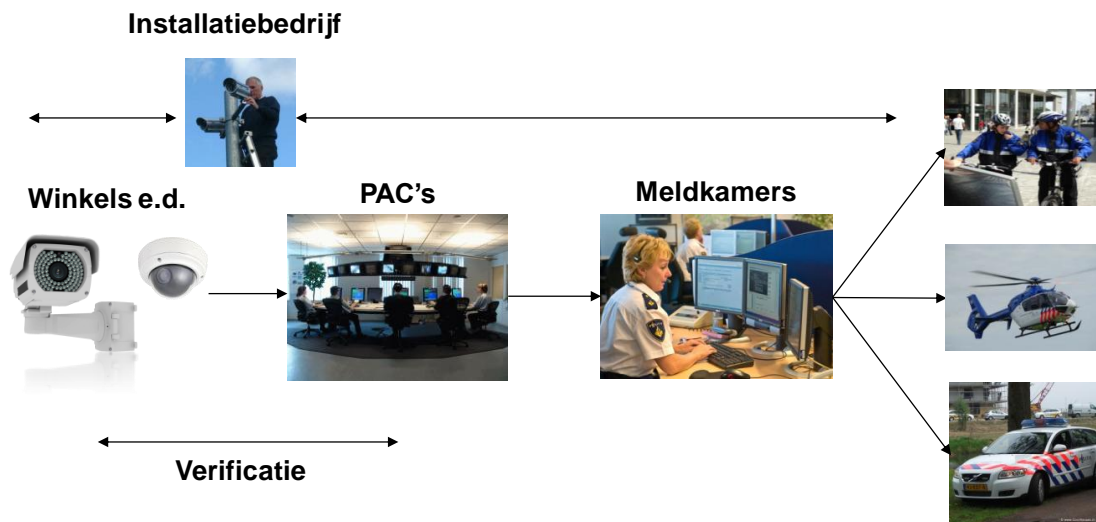 Installatiebedrijf
Winkels e.d.
PAC's
Meldkamers
Verificatie